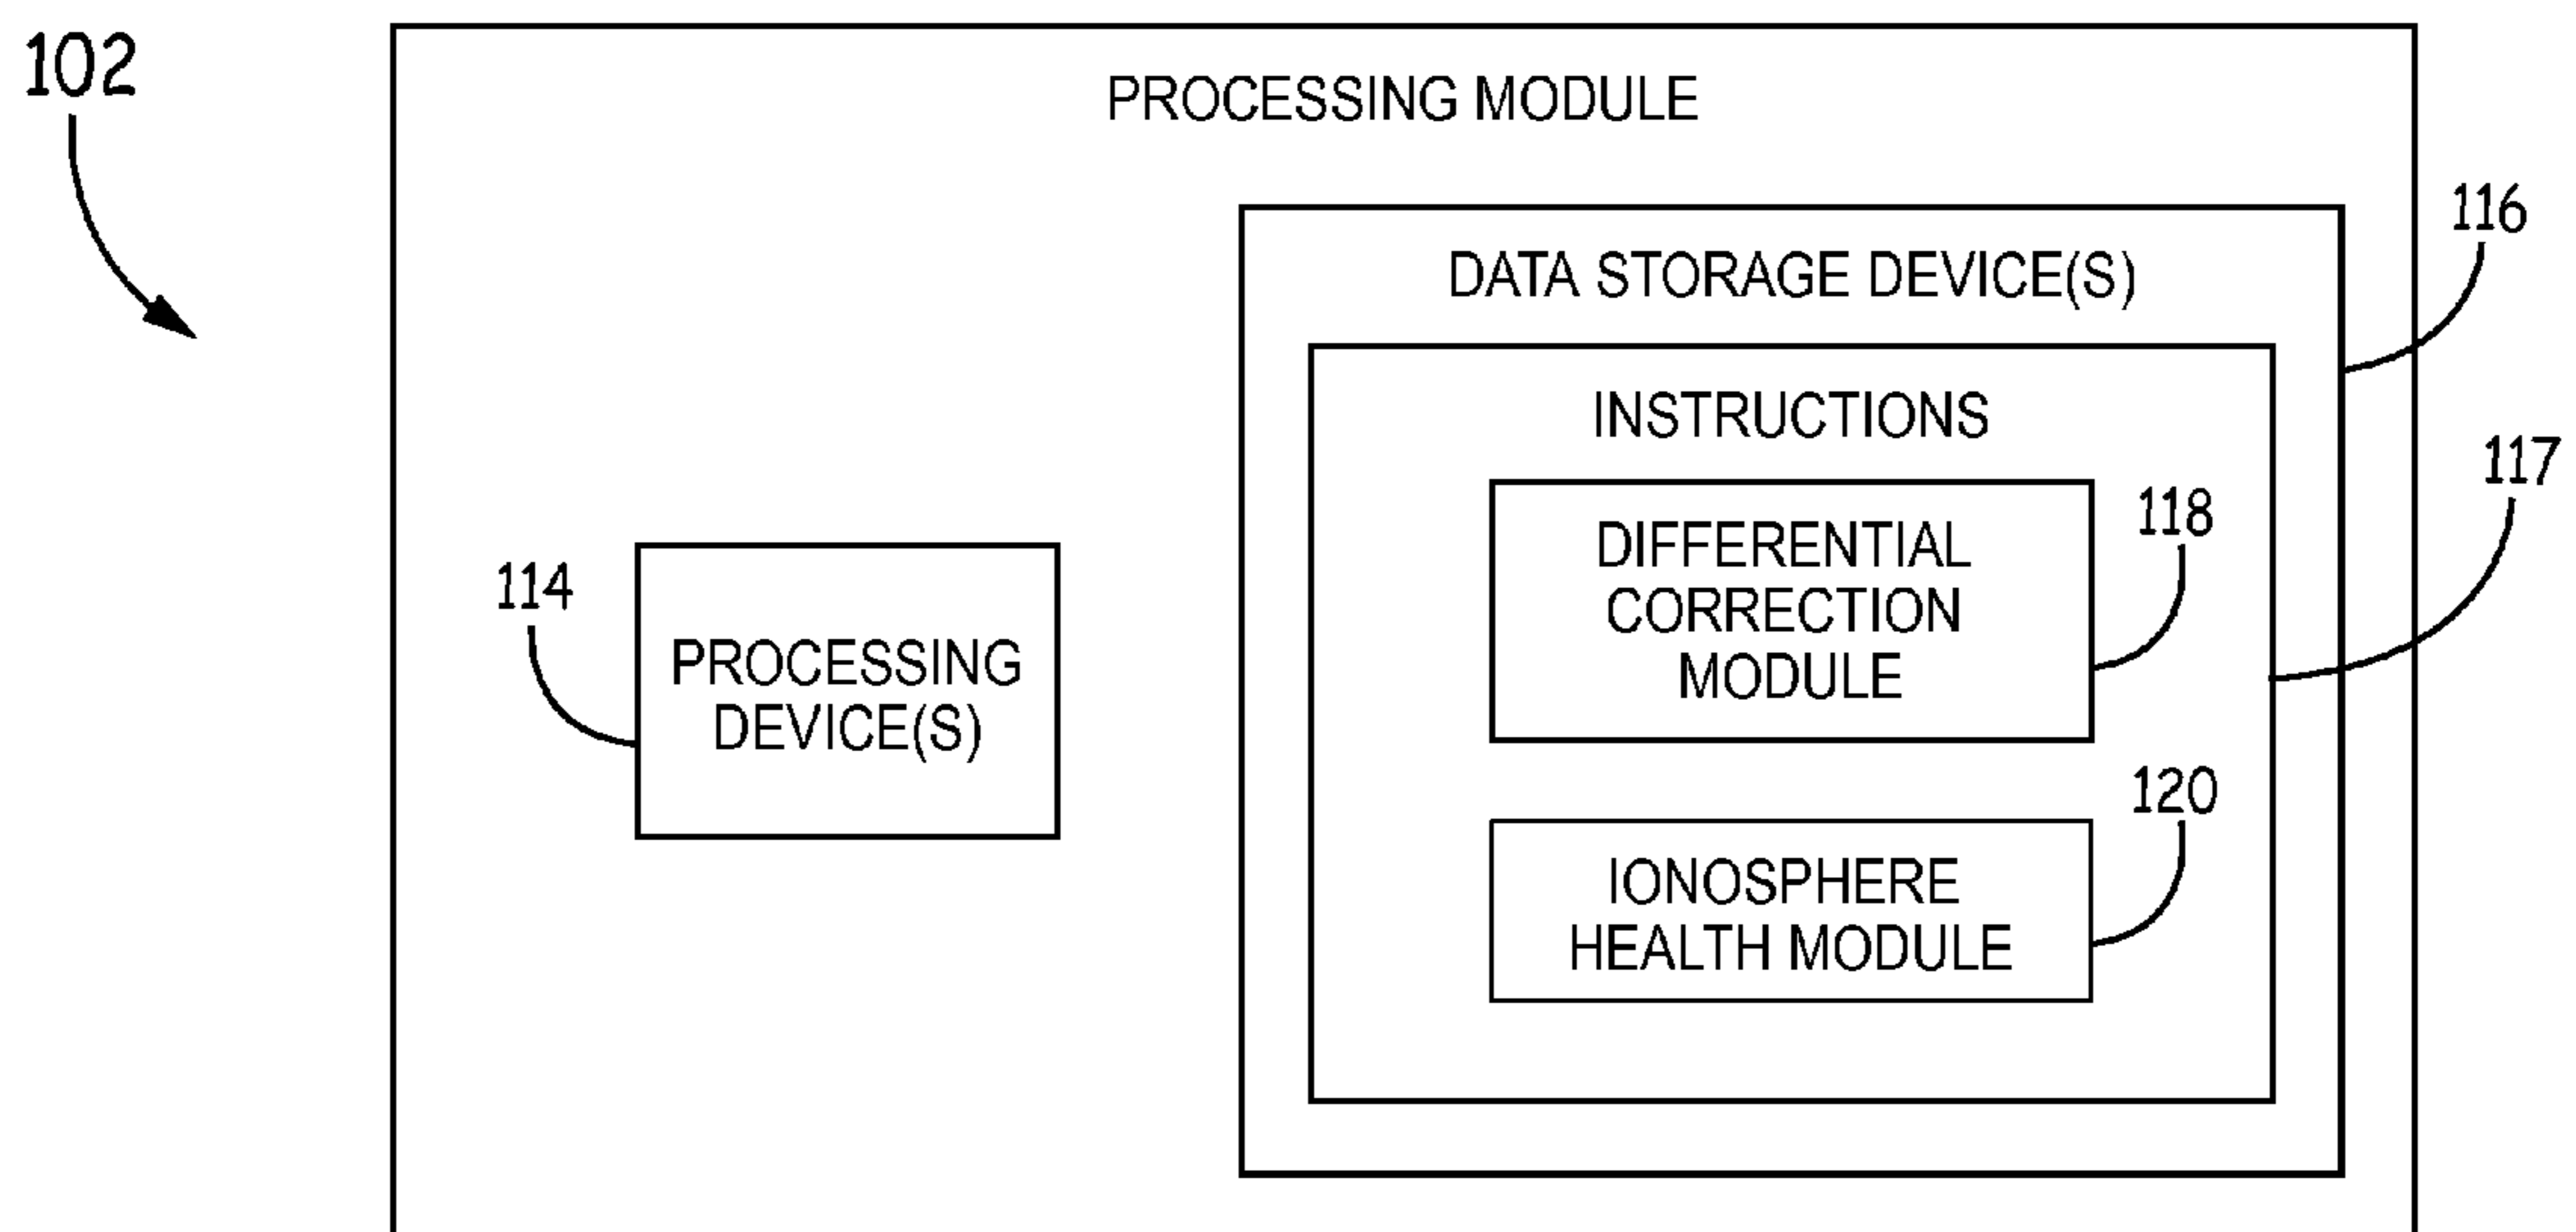 102
PROCESSING MODULE
116
DATA STORAGE DEVICE(S)
INSTRUCTIONS
117
118
DIFFERENTIAL
CORRECTION
MODULE
114
PROCESSING
DEVICE(S)
120
IONOSPHERE
HEALTH MODULE